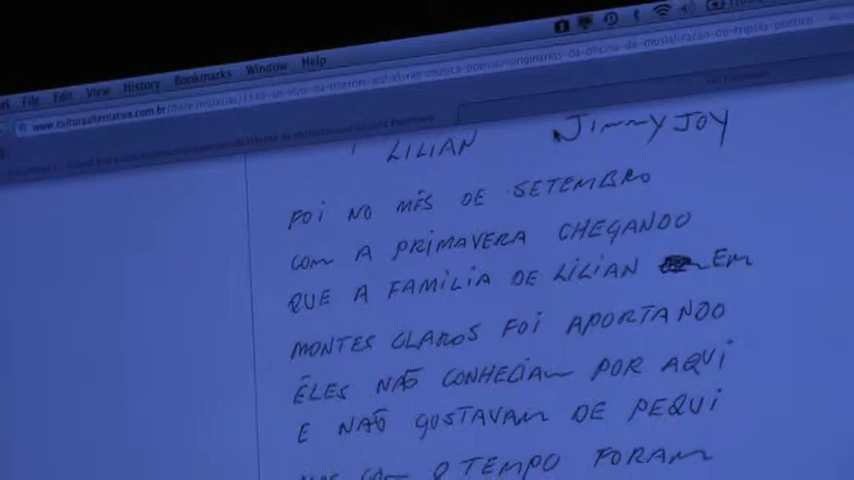 File Edit View History Bookmarks Window Help
www.culturaalternativa.com.br/
LILIAN JIMMY JOY
FOI NO MÊS DE SETEMBRO
COM A PRIMAVERA CHEGANDO
QUE A FAMILIA DE LILIAN EM
MONTES CLAROS FOI APORTANDO
ÊLES NÃO CONHECIAM POR AQUI
E NÃO GOSTAVAM DE PEQUI
COM O TEMPO FORAM